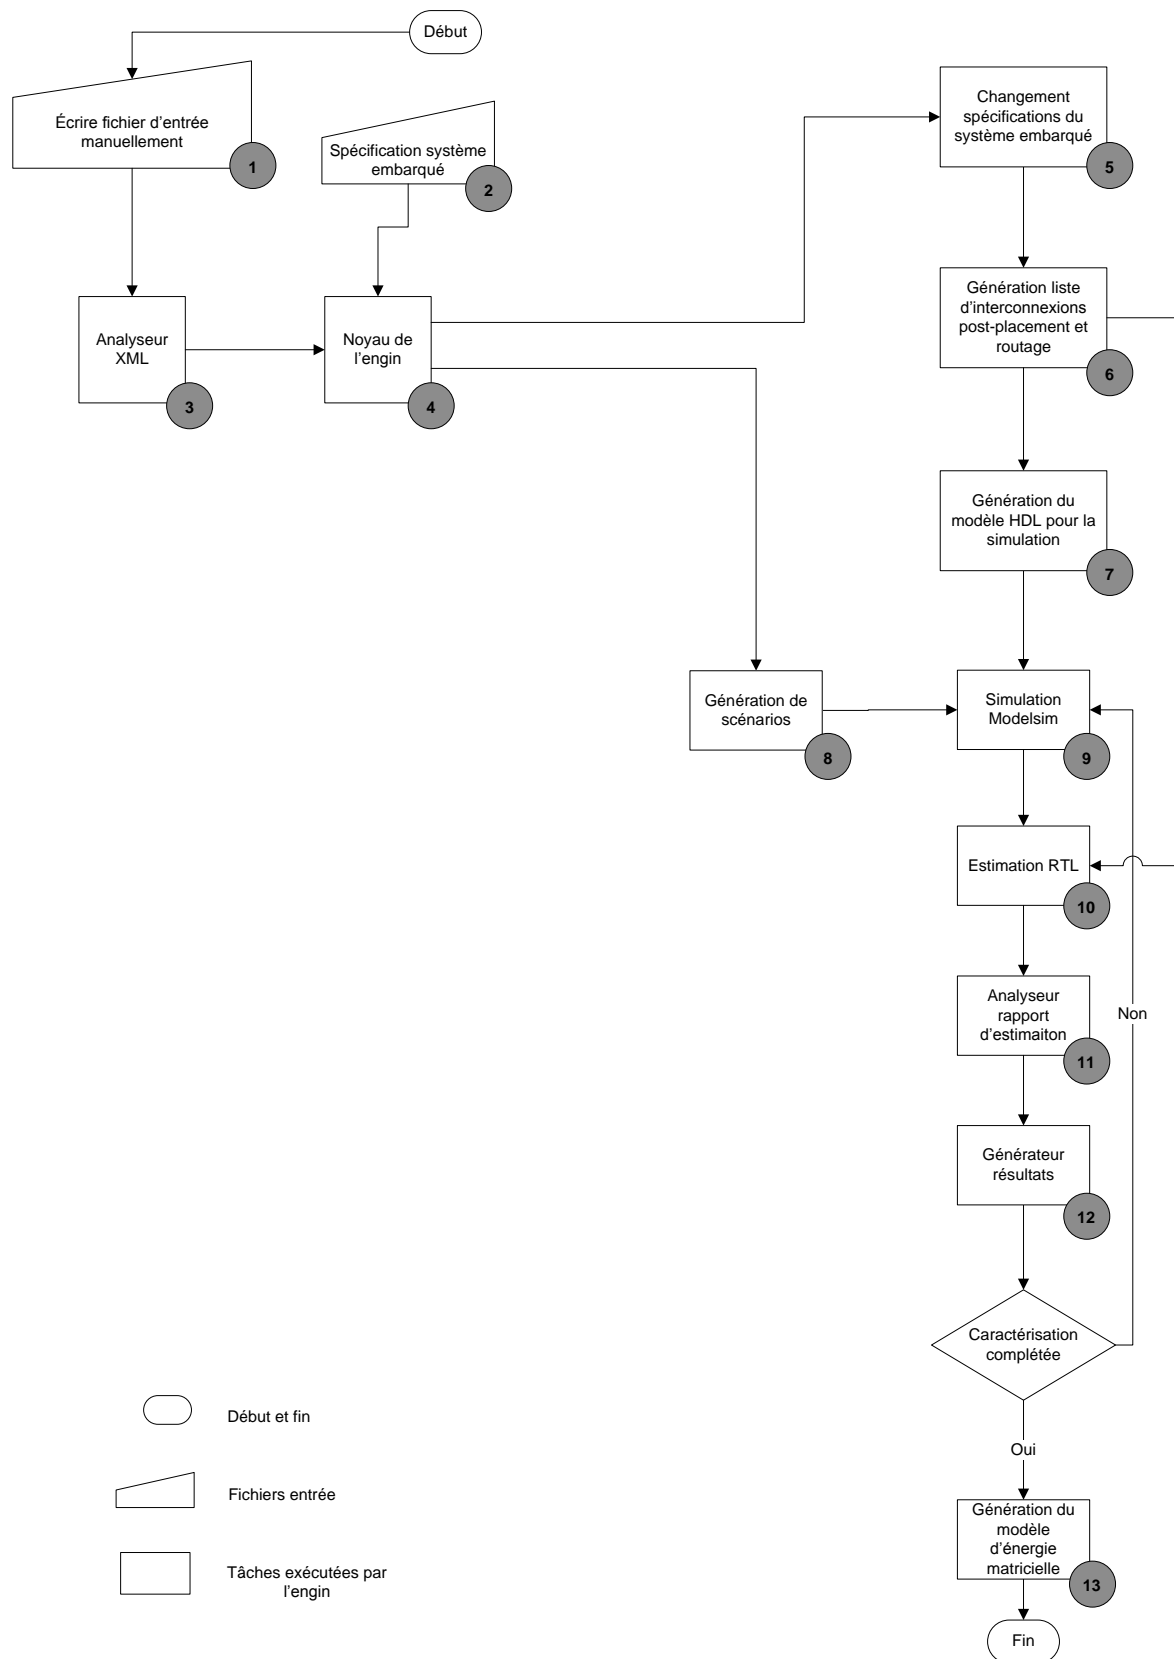 Début
Écrire fichier d'entrée
manuellement
1
Spécification système
embarqué
2
Analyseur
XML
3
Noyau de
l'engin
4
Changement
spécifications du
système embarqué
5
Génération liste
d'interconnexions
post-placement et
routage
6
Génération du
modèle HDL pour la
simulation
7
Génération de
scénarios
8
Simulation
Modelsim
9
Estimation RTL
10
Analyseur
rapport
d'estimaiton
11
Non
Générateur
résultats
12
Caractérisation
complétée
Oui
Génération du
modèle
d'énergie
matricielle
13
Fin
Début et fin
Fichiers entrée
Tâches exécutées par
l'engin